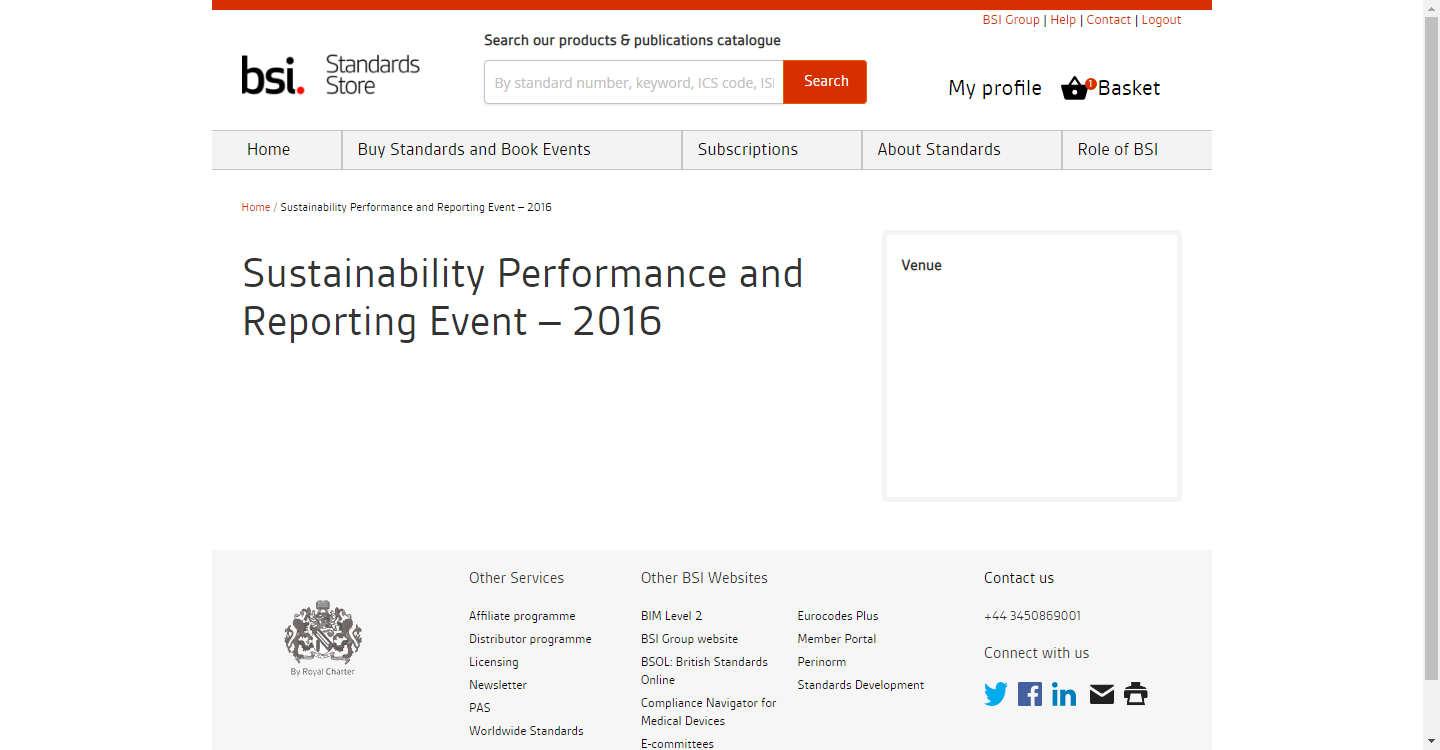 BSI Group | Help | Contact | Logout
Search our products & publications catalogue
bsi. Standards
Store
By standard number, keyword, ICS code, ISI
Search
My profile
1
Basket
Home
Buy Standards and Book Events
Subscriptions
About Standards
Role of BSI
Home / Sustainability Performance and Reporting Event – 2016
Sustainability Performance and
Reporting Event – 2016
Venue
By Royal Charter
Other Services
Affiliate programme
Distributor programme
Licensing
Newsletter
PAS
Worldwide Standards
Other BSI Websites
BIM Level 2
BSI Group website
BSOL: British Standards
Online
Compliance Navigator for
Medical Devices
E-committees
Eurocodes Plus
Member Portal
Perinorm
Standards Development
Contact us
+44 3450869001
Connect with us